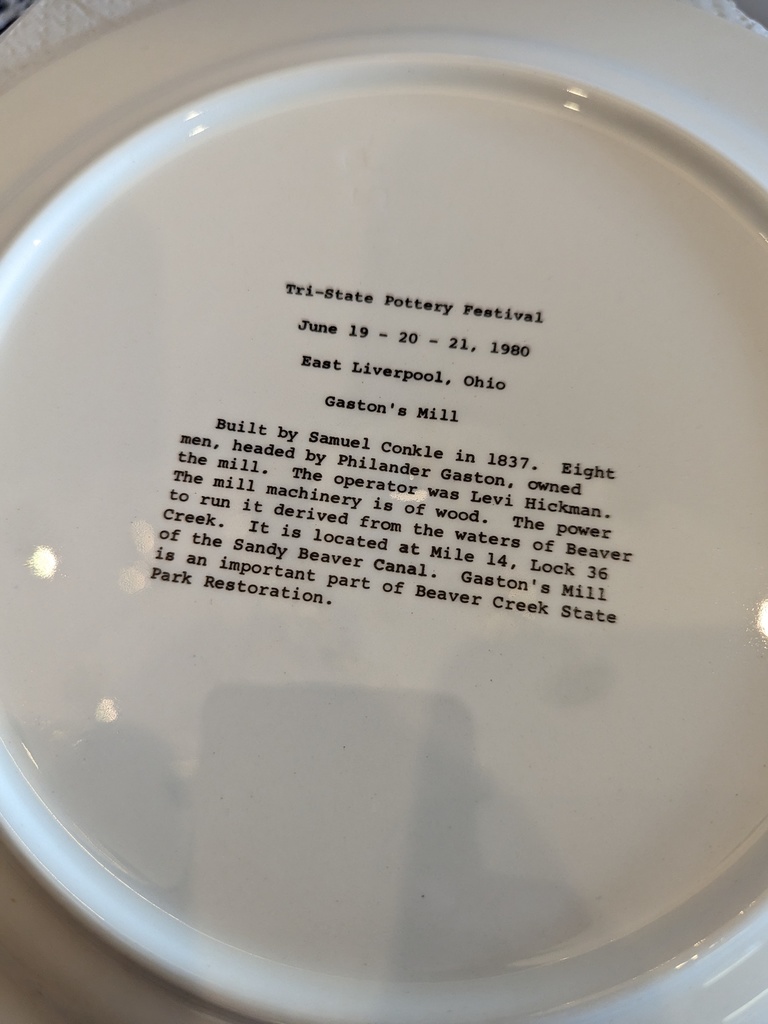 Tri-State Pottery Festival
June 19 - 20 - 21, 1980
East Liverpool, Ohio
Gaston's Mill
Built by Samuel Conkle in 1837. Eight
men, headed by Philander Gaston, owned
the mill. The operator was Levi Hickman.
The mill machinery is of wood. The power
to run it derived from the waters of Beaver
Creek. It is located at Mile 14, Lock 36
of the Sandy Beaver Canal. Gaston's Mill
is an important part of Beaver Creek State
Park Restoration.